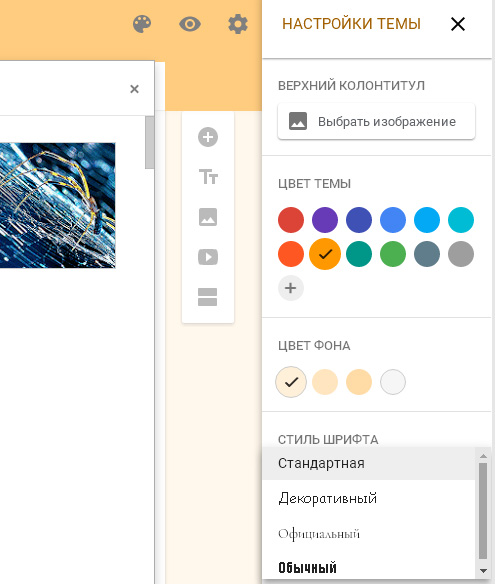 НАСТРОЙКИ ТЕМЫ
ВЕРХНИЙ КОЛОНТИТУЛ
Выбрать изображение
ЦВЕТ ТЕМЫ
ЦВЕТ ФОНА
СТИЛЬ ШРИФТА
Стандартная
Декоративный
Официальный
Обычный